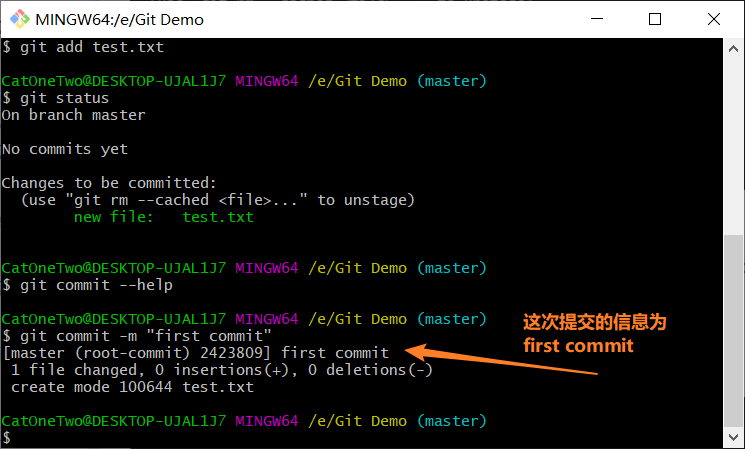 MINGW64:/e/Git Demo
$ git add test.txt
CatOneTwo@DESKTOP-UJAL1J7 MINGW64 /e/Git Demo (master)
$ git status
On branch master
No commits yet
Changes to be committed:
  (use "git rm --cached <file>..." to unstage)
        new file:   test.txt
CatOneTwo@DESKTOP-UJAL1J7 MINGW64 /e/Git Demo (master)
$ git commit --help
CatOneTwo@DESKTOP-UJAL1J7 MINGW64 /e/Git Demo (master)
$ git commit -m "first commit"
[master (root-commit) 2423809] first commit
 1 file changed, 0 insertions(+), 0 deletions(-)
 create mode 100644 test.txt
这次提交的信息为
first commit
CatOneTwo@DESKTOP-UJAL1J7 MINGW64 /e/Git Demo (master)
$